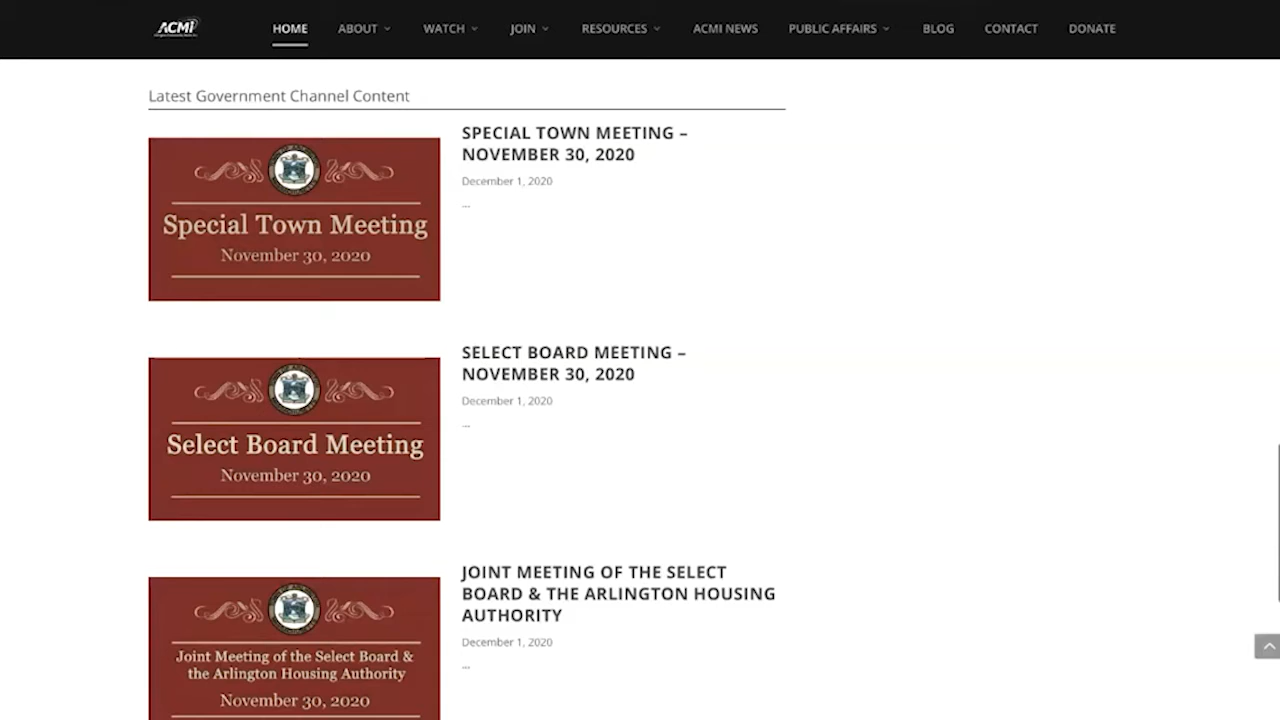 ACMi
HOME
ABOUT
WATCH
JOIN
RESOURCES
ACMI NEWS
PUBLIC AFFAIRS
BLOG
CONTACT
DONATE
Latest Government Channel Content
Special Town Meeting
November 30, 2020
SPECIAL TOWN MEETING –
NOVEMBER 30, 2020
December 1, 2020
...
Select Board Meeting
November 30, 2020
SELECT BOARD MEETING –
NOVEMBER 30, 2020
December 1, 2020
...
Joint Meeting of the Select Board &
the Arlington Housing Authority
November 30, 2020
JOINT MEETING OF THE SELECT
BOARD & THE ARLINGTON HOUSING
AUTHORITY
December 1, 2020
...